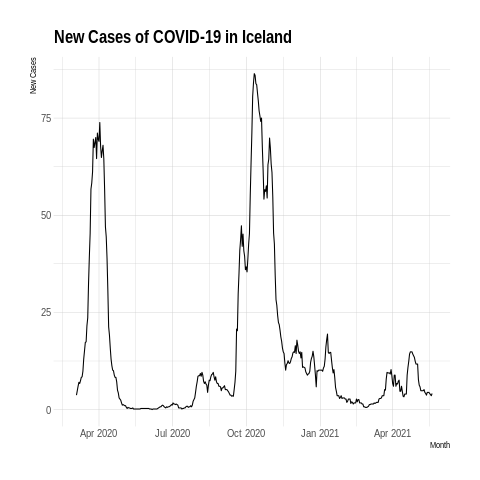 New Cases of COVID-19 in Iceland
New Cases
75
50
25
0
Apr 2020 Jul 2020 Oct 2020 Jan 2021 Apr 2021
Month